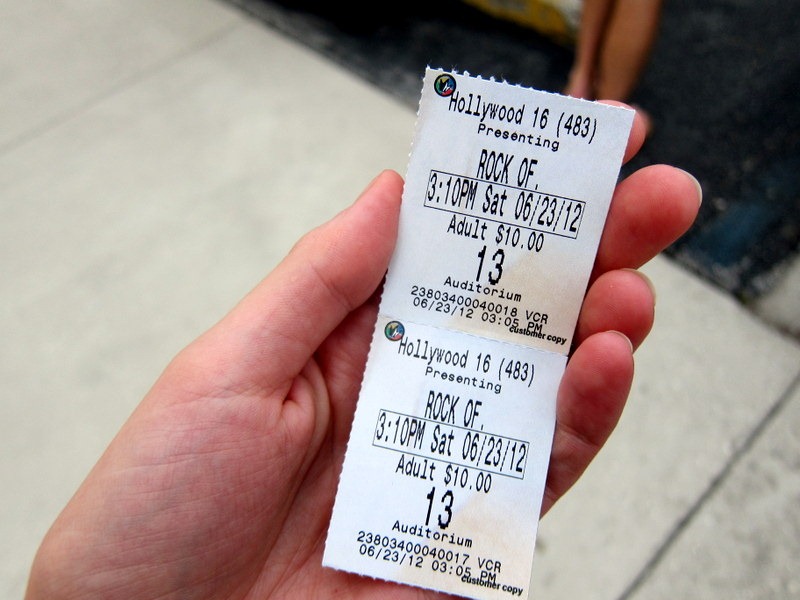 Hollywood 16 (483)
Presenting
ROCK OF,
3:10PM Sat 06/23/12
Adult $10.00
13
Auditorium
23803400040018 VCR
06/23/12 03:05 PM
customer copy
Hollywood 16 (483)
Presenting
ROCK OF,
3:10PM Sat 06/23/12
Adult $10.00
13
Auditorium
23803400040017 VCR
06/23/12 03:05 PM
customer copy